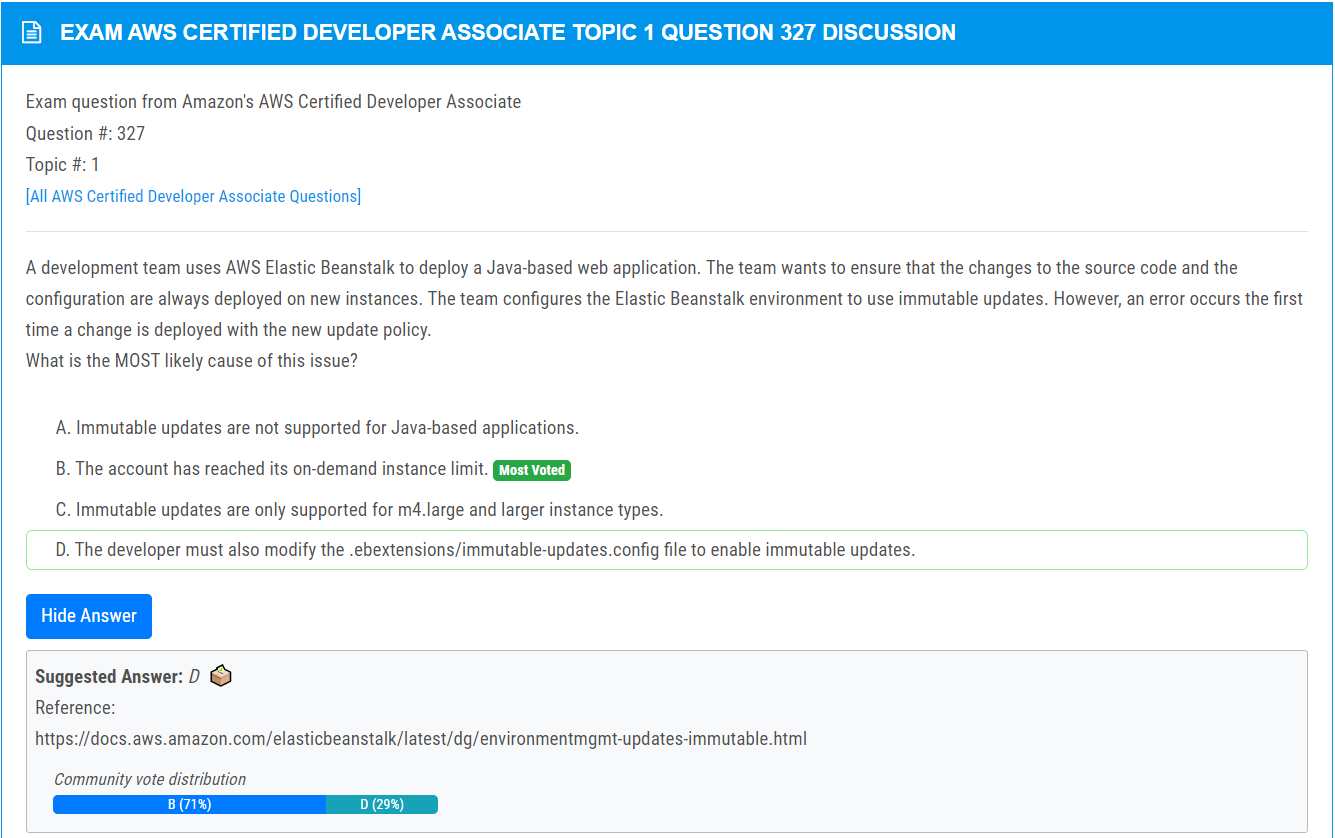 EXAM AWS CERTIFIED DEVELOPER ASSOCIATE TOPIC 1 QUESTION 327 DISCUSSION
Exam question from Amazon's AWS Certified Developer Associate
Question #: 327
Topic #: 1
[All AWS Certified Developer Associate Questions]
A development team uses AWS Elastic Beanstalk to deploy a Java-based web application. The team wants to ensure that the changes to the source code and the
configuration are always deployed on new instances. The team configures the Elastic Beanstalk environment to use immutable updates. However, an error occurs the first
time a change is deployed with the new update policy.
What is the MOST likely cause of this issue?
A. Immutable updates are not supported for Java-based applications.
B. The account has reached its on-demand instance limit. Most Voted
C. Immutable updates are only supported for m4.large and larger instance types.
D. The developer must also modify the .ebextensions/immutable-updates.config file to enable immutable updates.
Hide Answer
Suggested Answer: D
Reference:
https://docs.aws.amazon.com/elasticbeanstalk/latest/dg/environmentmgmt-updates-immutable.html
Community vote distribution
B (71%) D (29%)